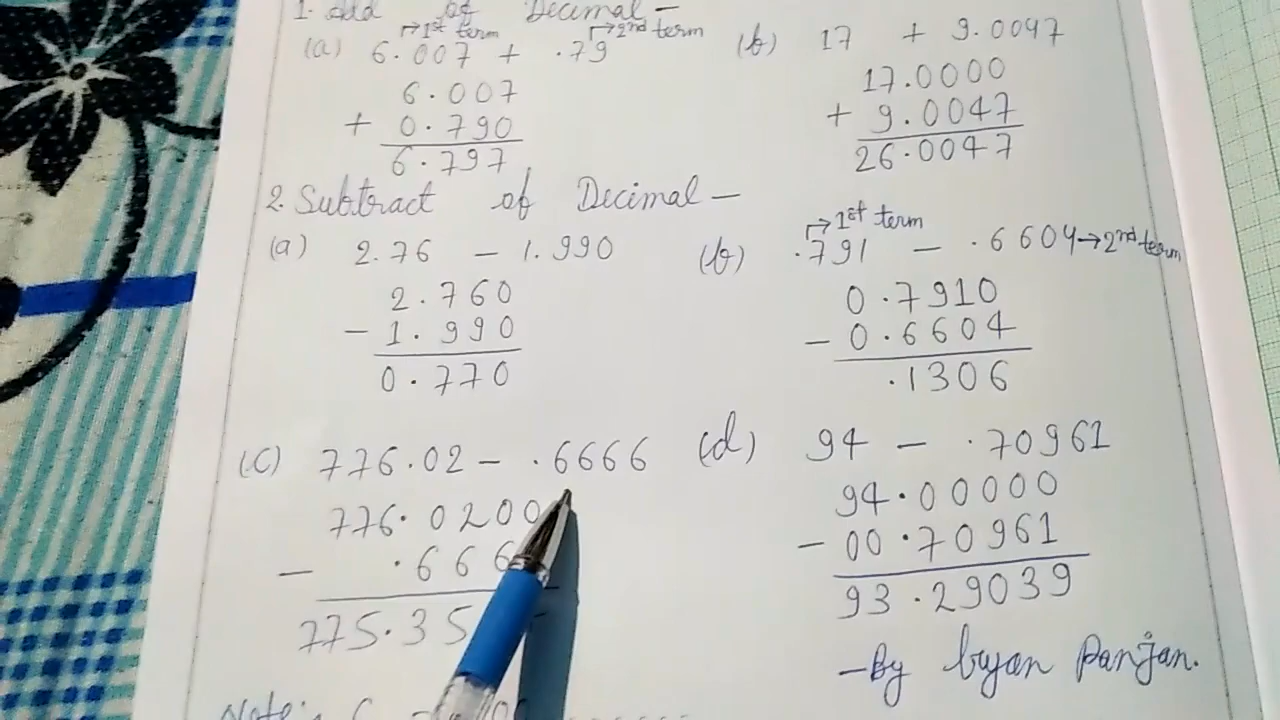 1. Add of Decimal -
→1st term →2nd term
(a) 6.007 + .79
6.007
+ 0.790
6.797
(b) 17 + 9.0047
17.0000
+ 9.0047
26.0047
2. Subtract of Decimal -
(a) 2.76 - 1.990
2.760
- 1.990
0.770
→1st term
(b) .791 - .6604→2nd term
0.7910
- 0.6604
.1306
(c) 776.02 - .6666
776.0200
- .666
775.35
(d) 94 - .70961
94.00000
- 00.70961
93.29039
-By Gyan Panjan.
Note: